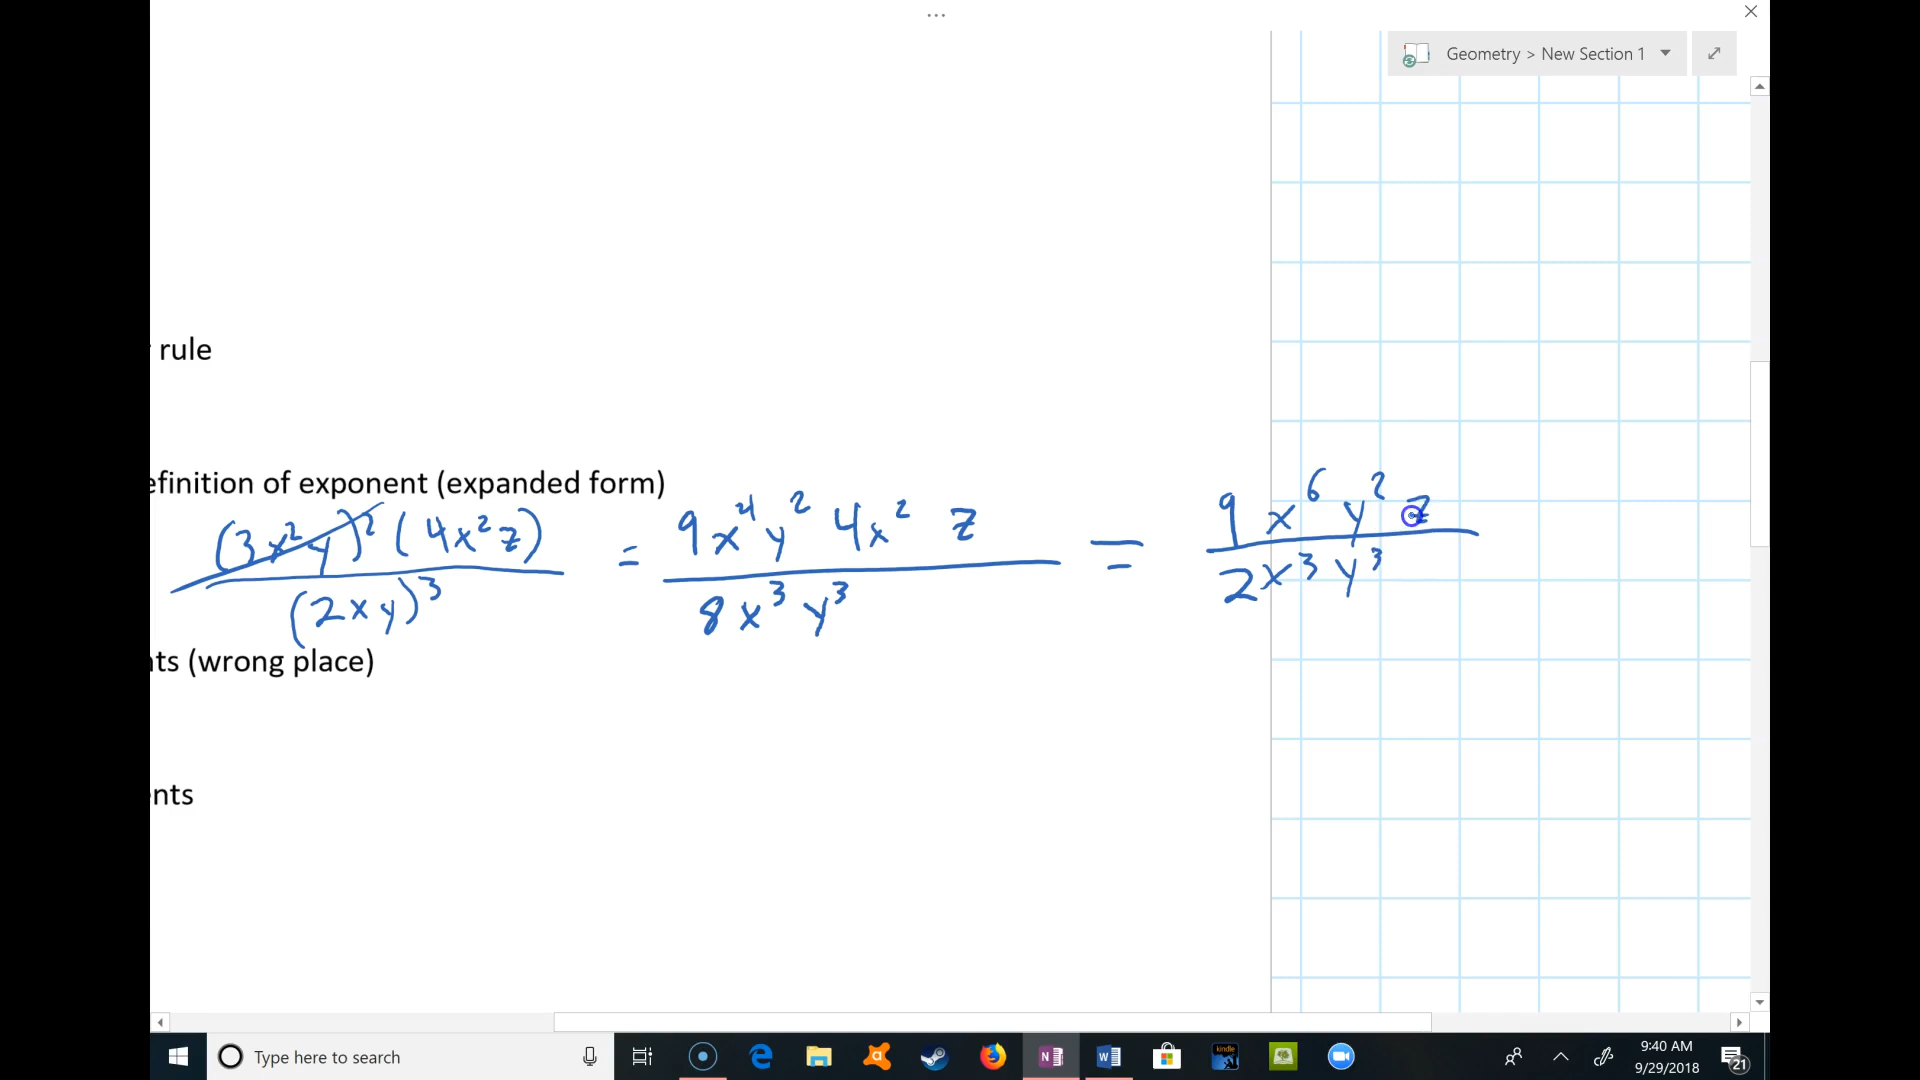 ...
Geometry > New Section 1
rule
efinition of exponent (expanded form)
(3x²y)²(4x²z) / (2xy)³ = 9x⁴y² 4x² z / 8x³y³ = 9x⁶y²z / 2x³y³
nts (wrong place)
ents
Type here to search
9:40 AM
9/29/2018
21